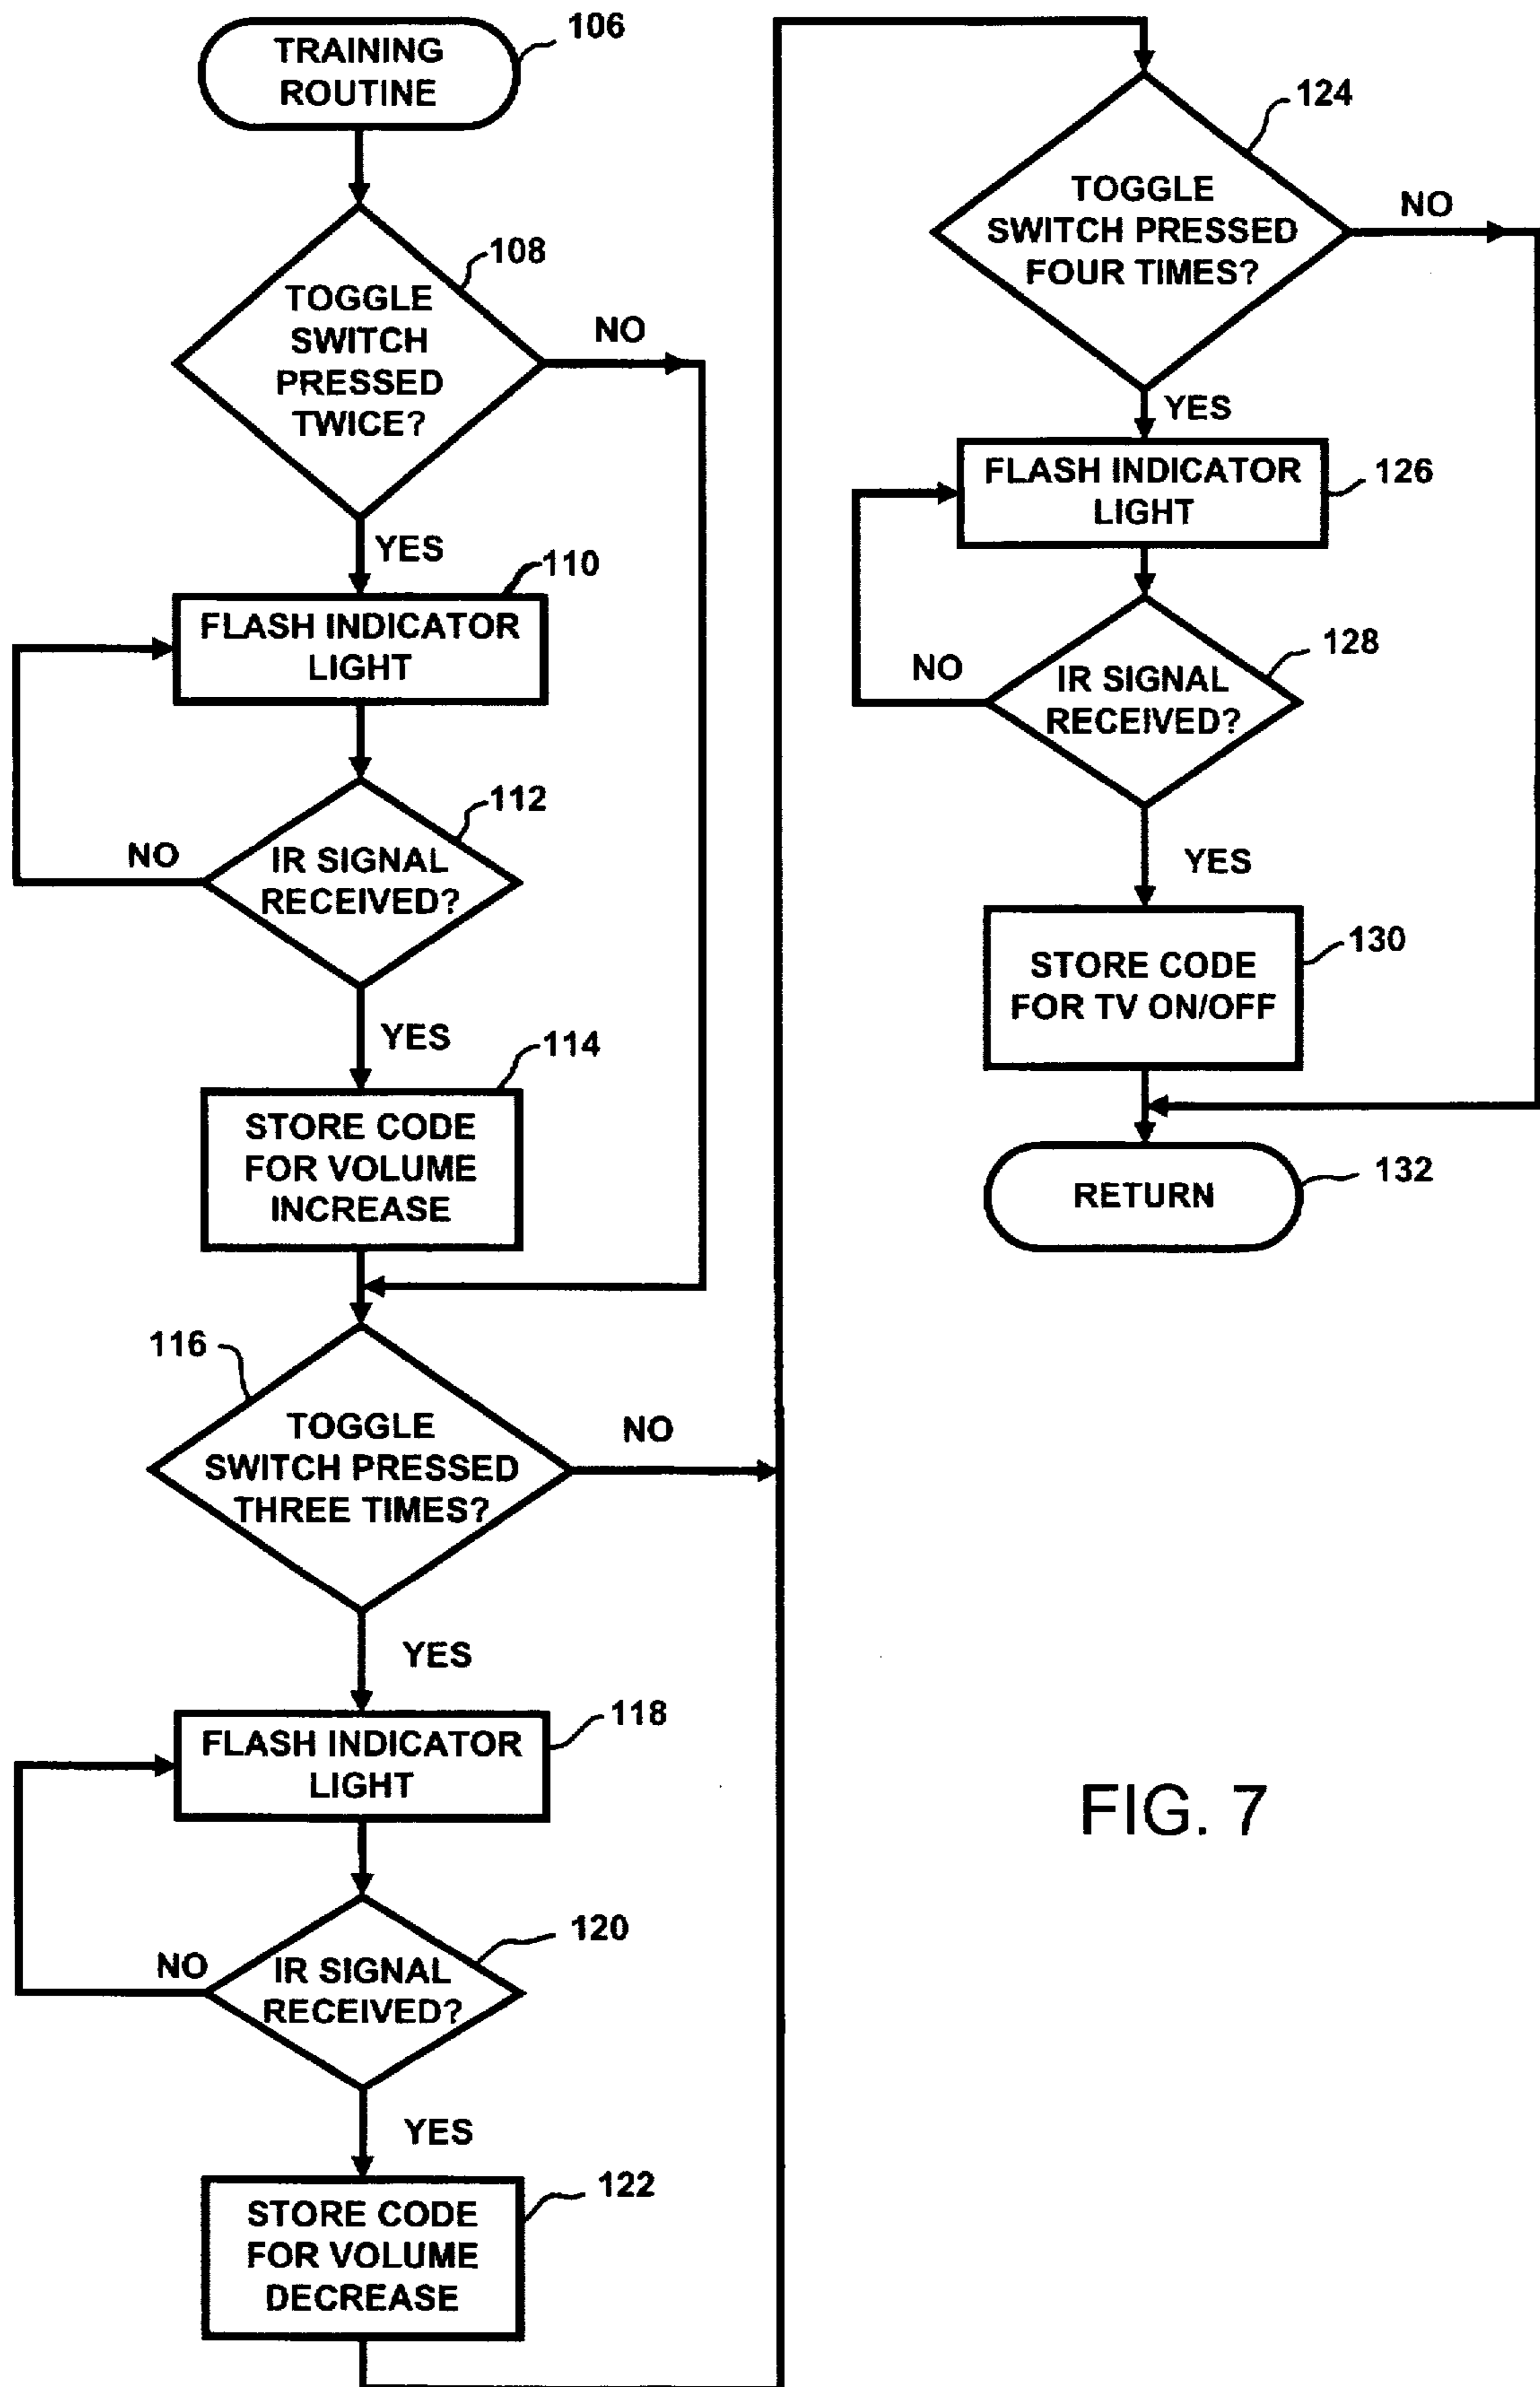 TRAINING
ROUTINE
106
TOGGLE
SWITCH
PRESSED
TWICE?
108
NO
YES
FLASH INDICATOR
LIGHT
110
IR SIGNAL
RECEIVED?
112
NO
YES
STORE CODE
FOR VOLUME
INCREASE
114
TOGGLE
SWITCH PRESSED
THREE TIMES?
116
NO
YES
FLASH INDICATOR
LIGHT
118
IR SIGNAL
RECEIVED?
120
NO
YES
STORE CODE
FOR VOLUME
DECREASE
122
TOGGLE
SWITCH PRESSED
FOUR TIMES?
124
NO
YES
FLASH INDICATOR
LIGHT
126
IR SIGNAL
RECEIVED?
128
NO
YES
STORE CODE
FOR TV ON/OFF
130
RETURN
132
FIG. 7